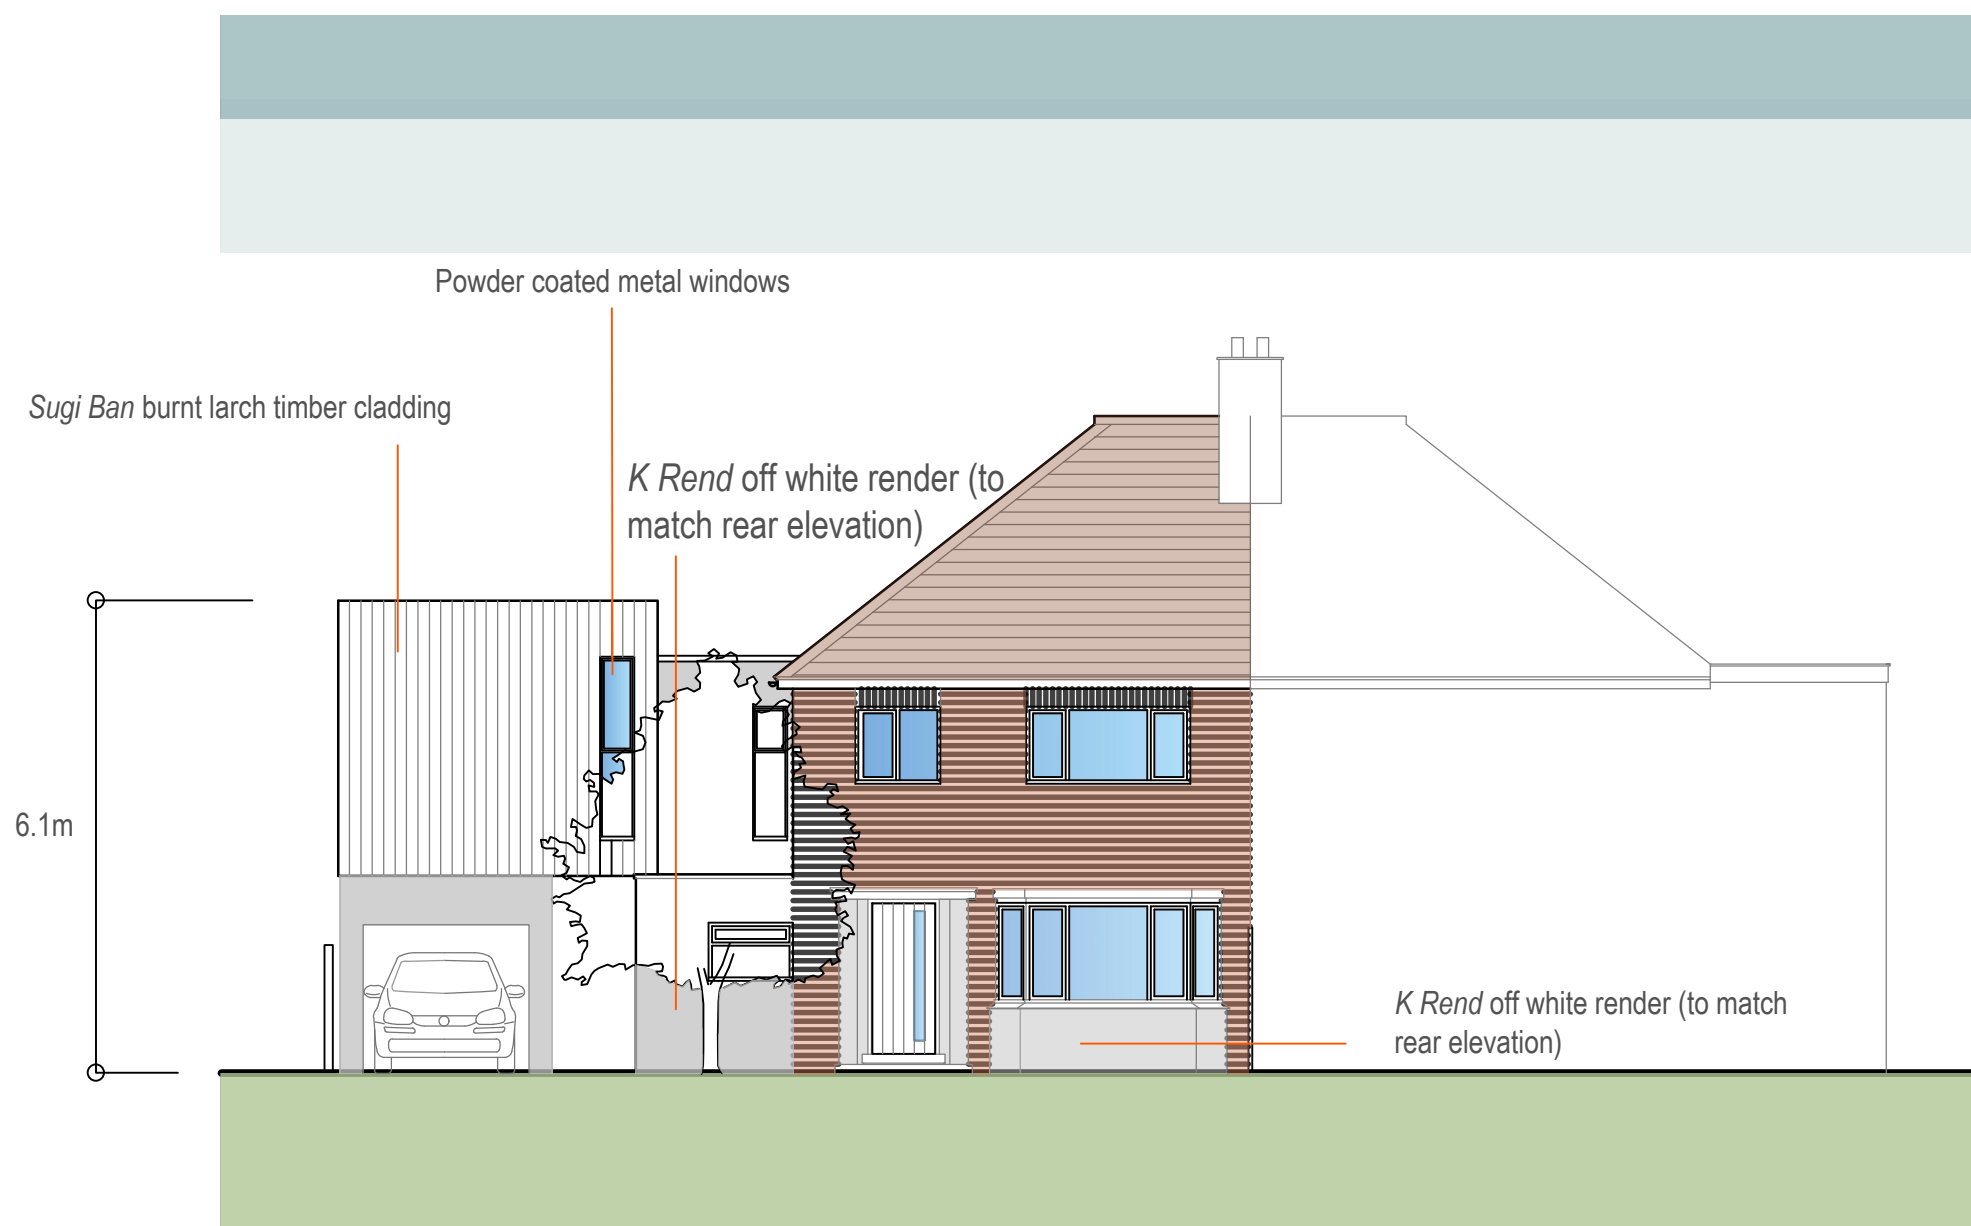 Powder coated metal windows
Sugi Ban burnt larch timber cladding
K Rend off white render (to
match rear elevation)
6.1m
K Rend off white render (to match
rear elevation)